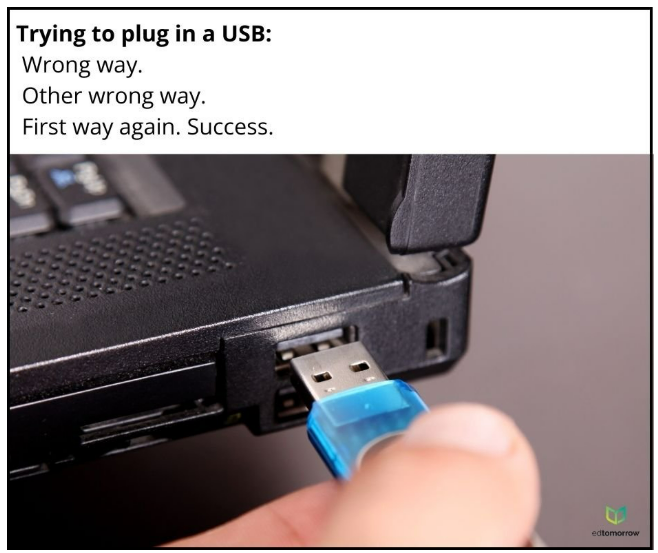 Trying to plug in a USB:
Wrong way.
Other wrong way.
First way again. Success.
edtomorrow